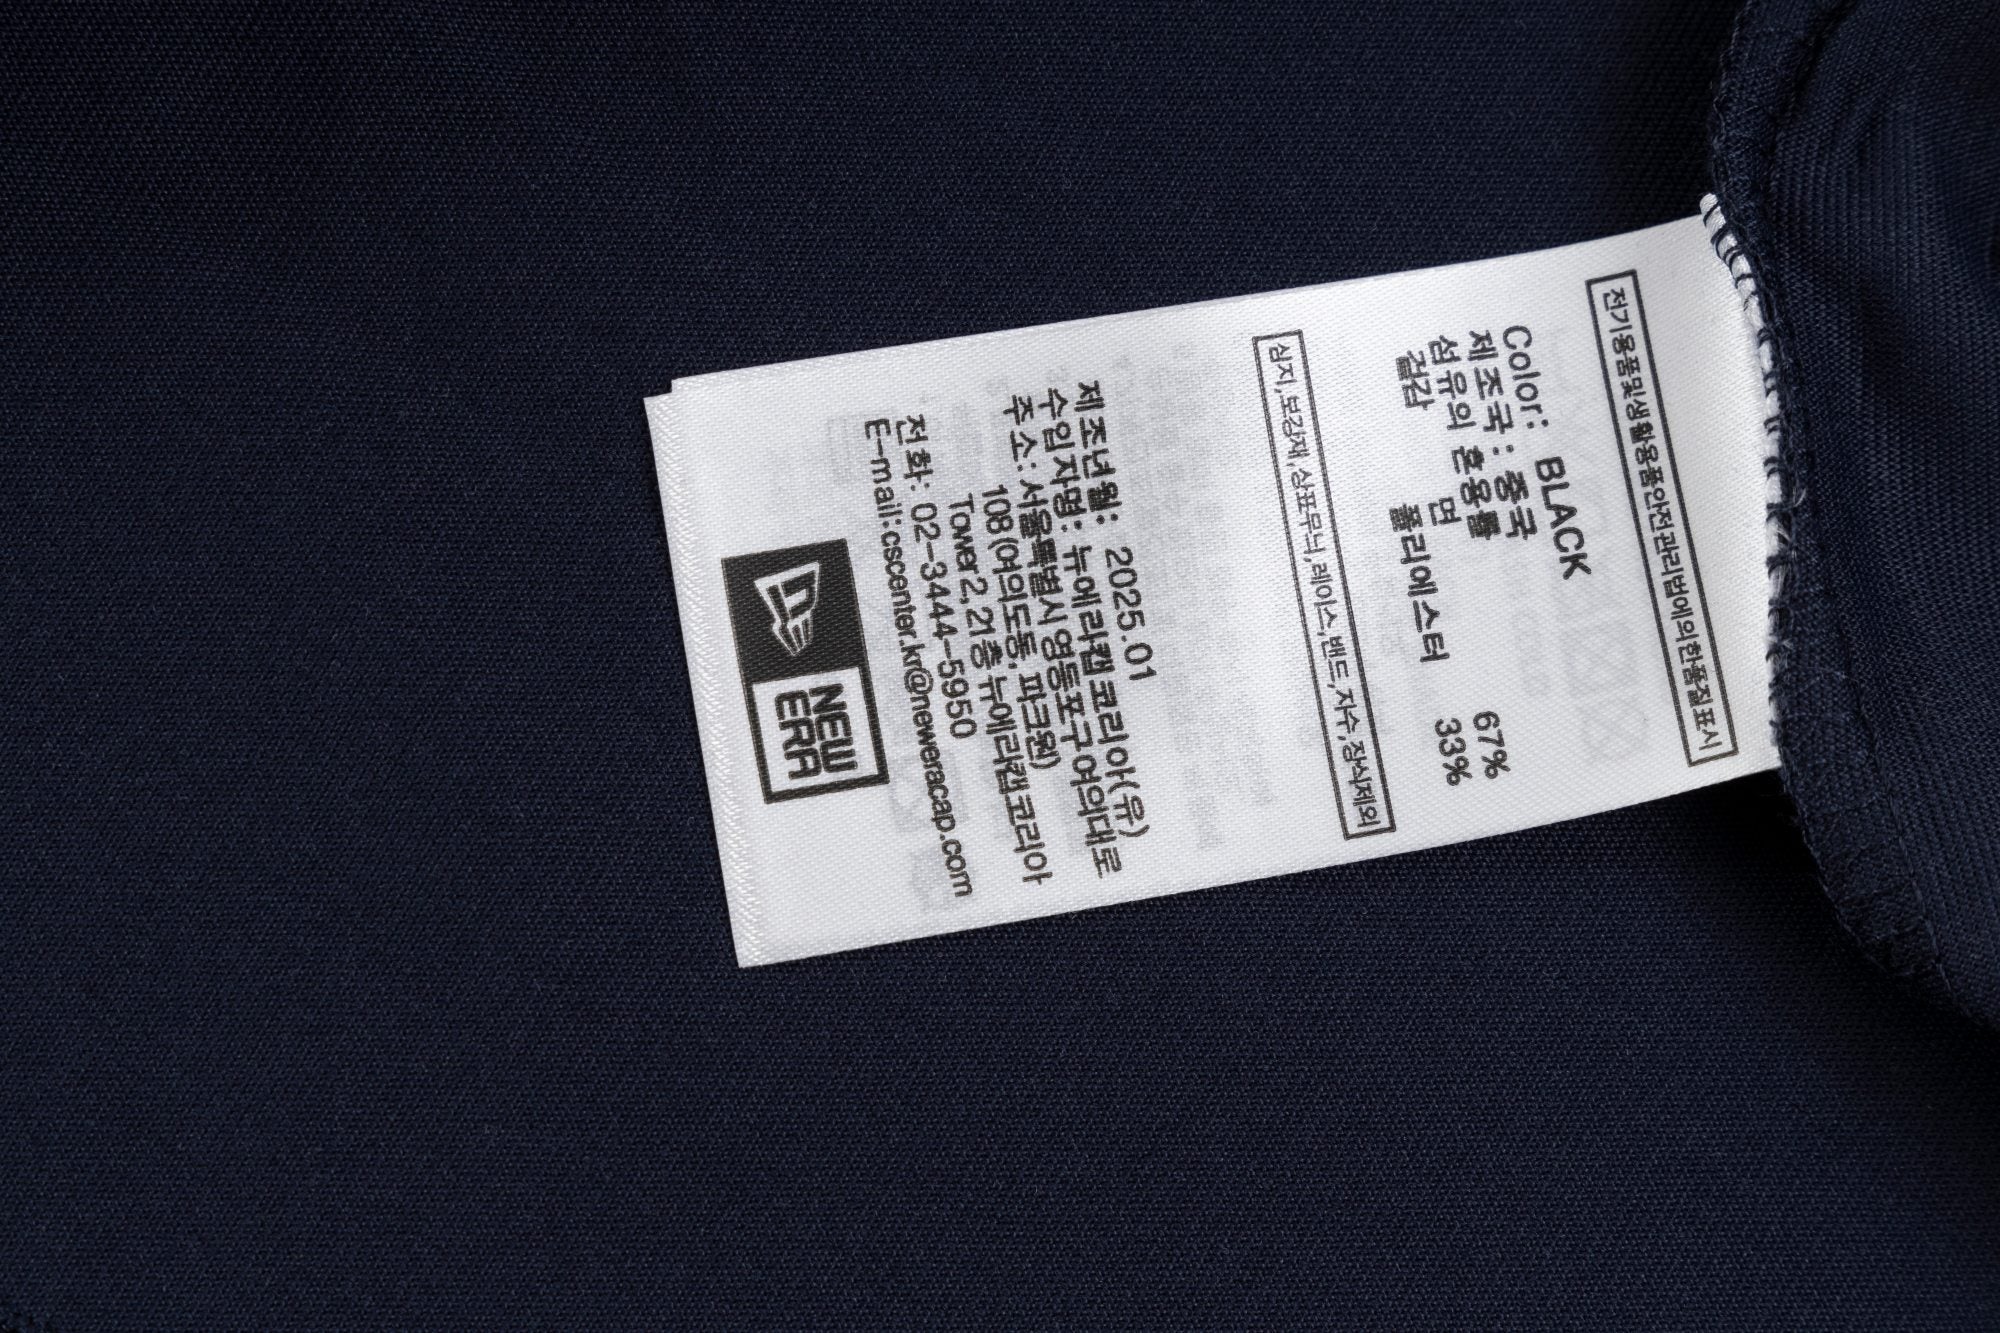 전기용품및생활용품안전관리법에의한품질표시
Color: BLACK
제조국: 중국
섬유의 혼용률
겉감 면 67%
폴리에스터 33%
심지,보강재,상표무늬,레이스,밴드,자수,장식제외
제조년월: 2025.01
수입자명: 뉴에라캡 코리아(유)
주소:서울특별시 영등포구 여의대로
108(여의도동, 파크원)
Tower2,21층 뉴에라캡코리아
전화: 02-3444-5950
E-mail:cscenter.kr@neweracap.com
NEW
ERA